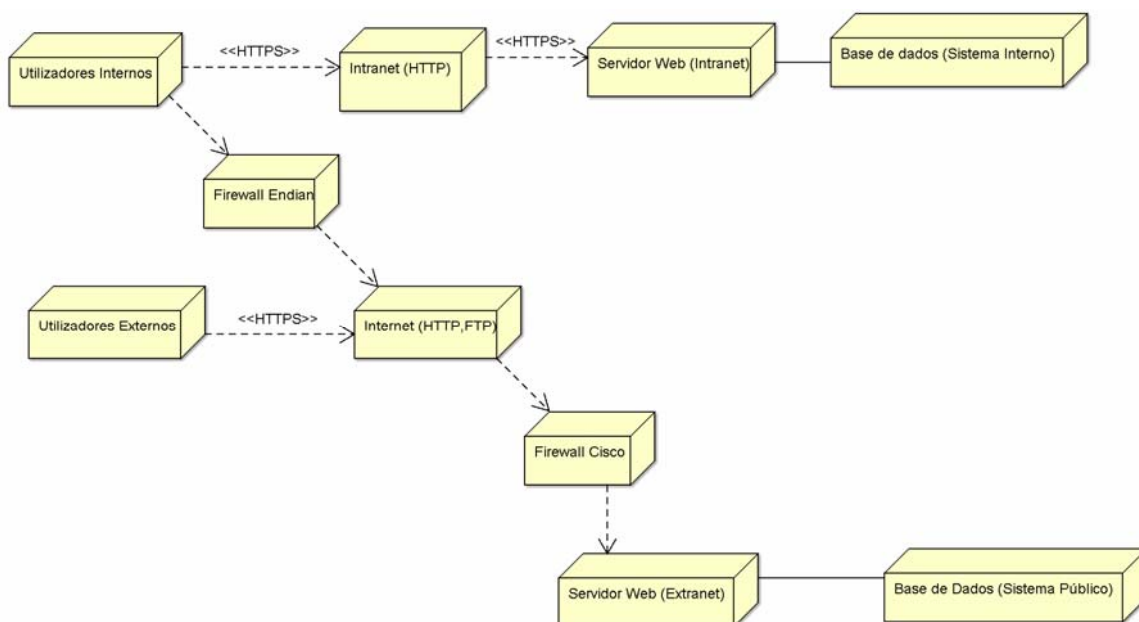 <<HTTPS>>
<<HTTPS>>
Utilizadores Internos
Intranet (HTTP)
Servidor Web (Intranet)
Base de dados (Sistema Interno)
Firewall Endian
<<HTTPS>>
Utilizadores Externos
Internet (HTTP,FTP)
Firewall Cisco
Servidor Web (Extranet)
Base de Dados (Sistema Público)